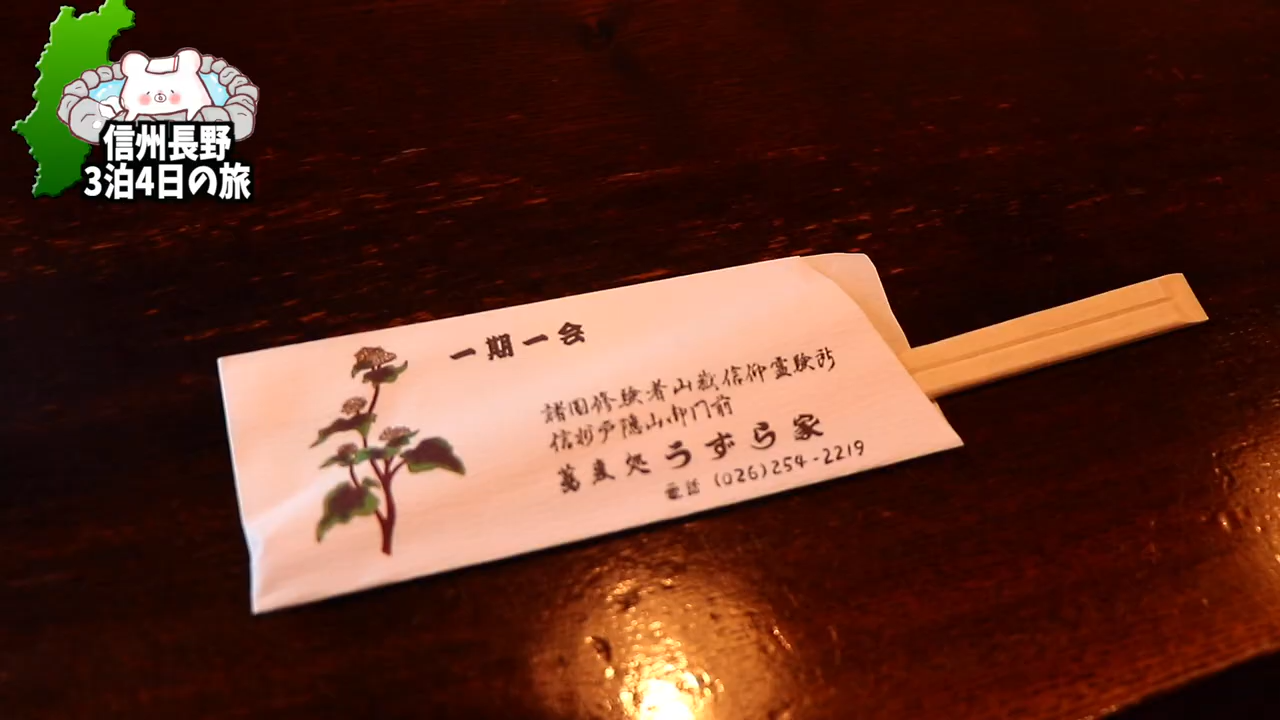 信州長野
3泊4日の旅
一期一会
諸国修験者山嶽信仰霊験所
信州戸隠山御門前
蕎麦処 うずら家
電話 (026)254-2219